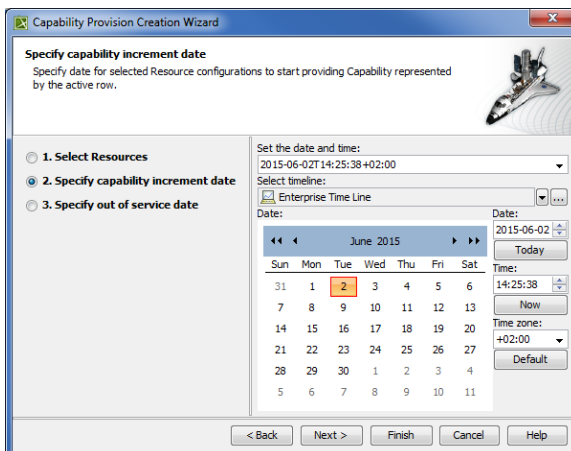 Capability Provision Creation Wizard
Specify capability increment date
Specify date for selected Resource configurations to start providing Capability represented
by the active row.
1. Select Resources
2. Specify capability increment date
3. Specify out of service date
Set the date and time:
2015-06-02T14:25:38+02:00
Select timeline:
Enterprise Time Line
...
Date:
June 2015
Sun Mon Tue Wed Thu Fri Sat
31 1 2 3 4 5 6
7 8 9 10 11 12 13
14 15 16 17 18 19 20
21 22 23 24 25 26 27
28 29 30 1 2 3 4
5 6 7 8 9 10 11
Date:
2015-06-02
Today
Time:
14:25:38
Now
Time zone:
+02:00
Default
< Back Next > Finish Cancel Help